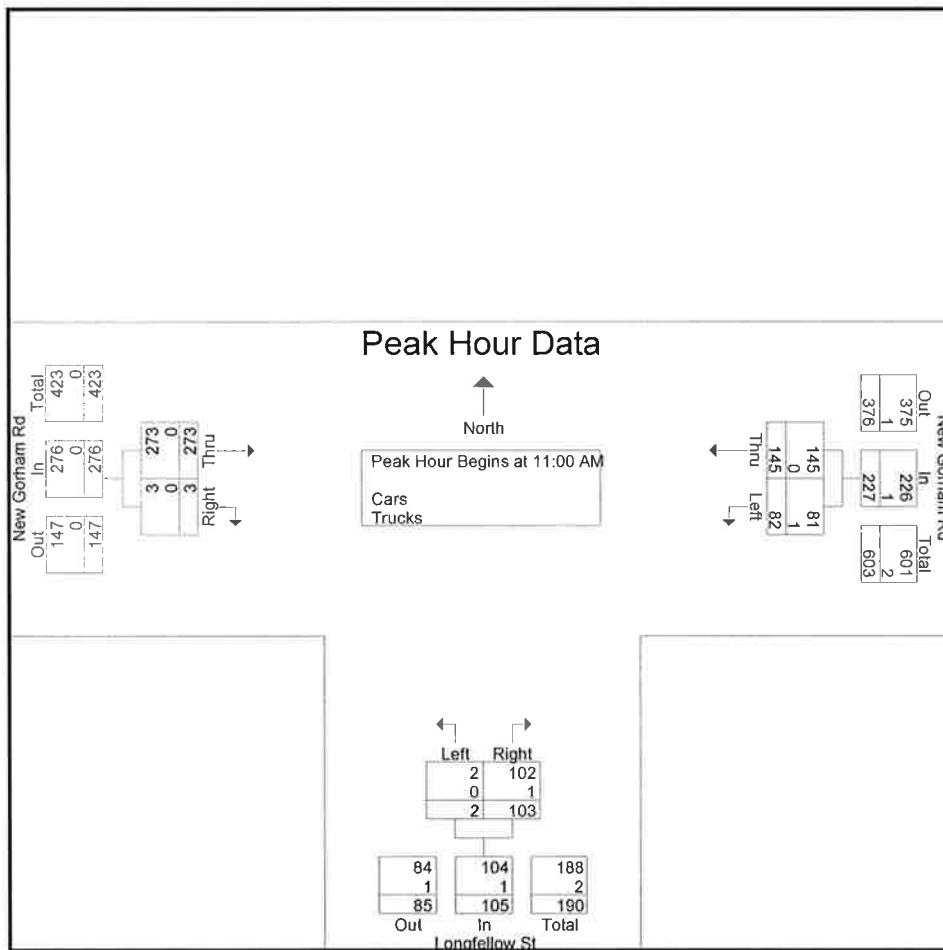 Peak Hour Data
North
Peak Hour Begins at 11:00 AM
Cars
Trucks
New Gorham Rd
Total
423
0
423
In
276
0
276
Out
147
0
147
Thru
273
0
273
Right
3
0
3
Thru
145
0
145
Left
81
1
82
New Gorham Rd
Out
375
1
376
In
226
1
227
Total
601
2
603
Left Right
2 102
0 1
2 103
84 104 188
1 1 2
85 105 190
Out In Total
Longfellow St